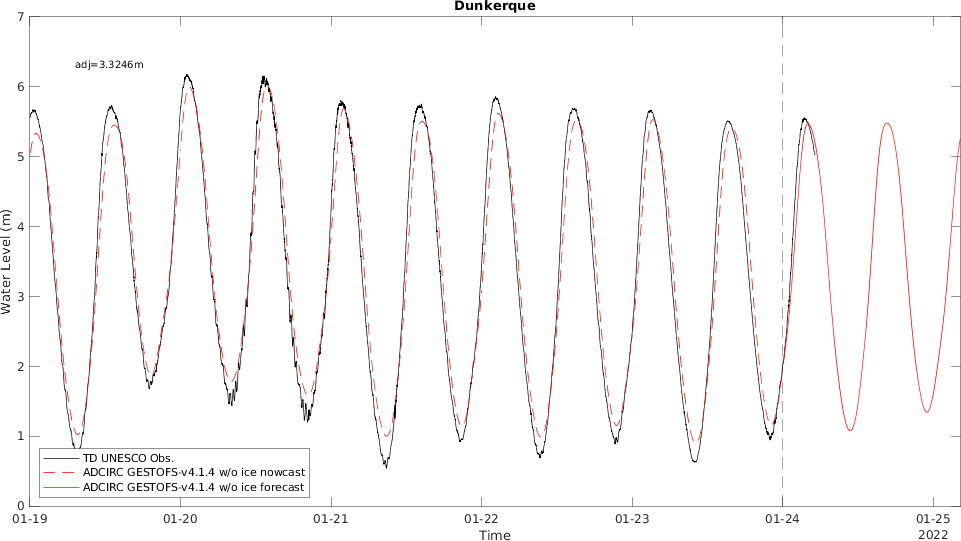 Dunkerque
adj=3.3246m
7
6
5
4
3
2
1
0
Water Level (m)
TD UNESCO Obs.
ADCIRC GESTOFS-v4.1.4 w/o ice nowcast
ADCIRC GESTOFS-v4.1.4 w/o ice forecast
01-19 01-20 01-21 01-22 01-23 01-24 01-25
2022
Time